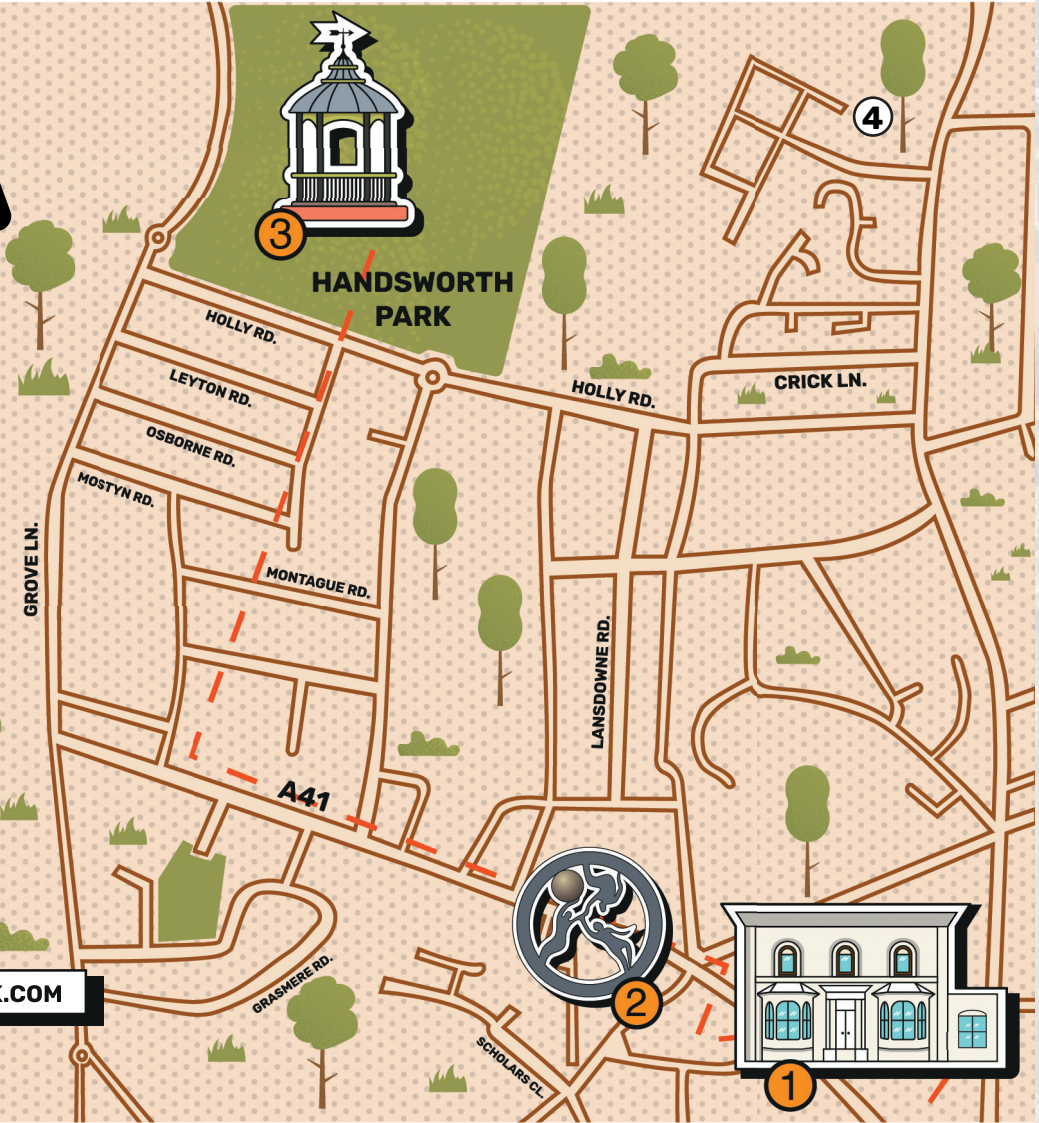 4
3
HANDSWORTH
PARK
HOLLY RD.
LEYTON RD.
HOLLY RD.
CRICK LN.
OSBORNE RD.
MOSTYN RD.
GROVE LN.
MONTAGUE RD.
LANSDOWNE RD.
A41
GRASMERE RD.
.COM
2
SCHOLARS CL.
1